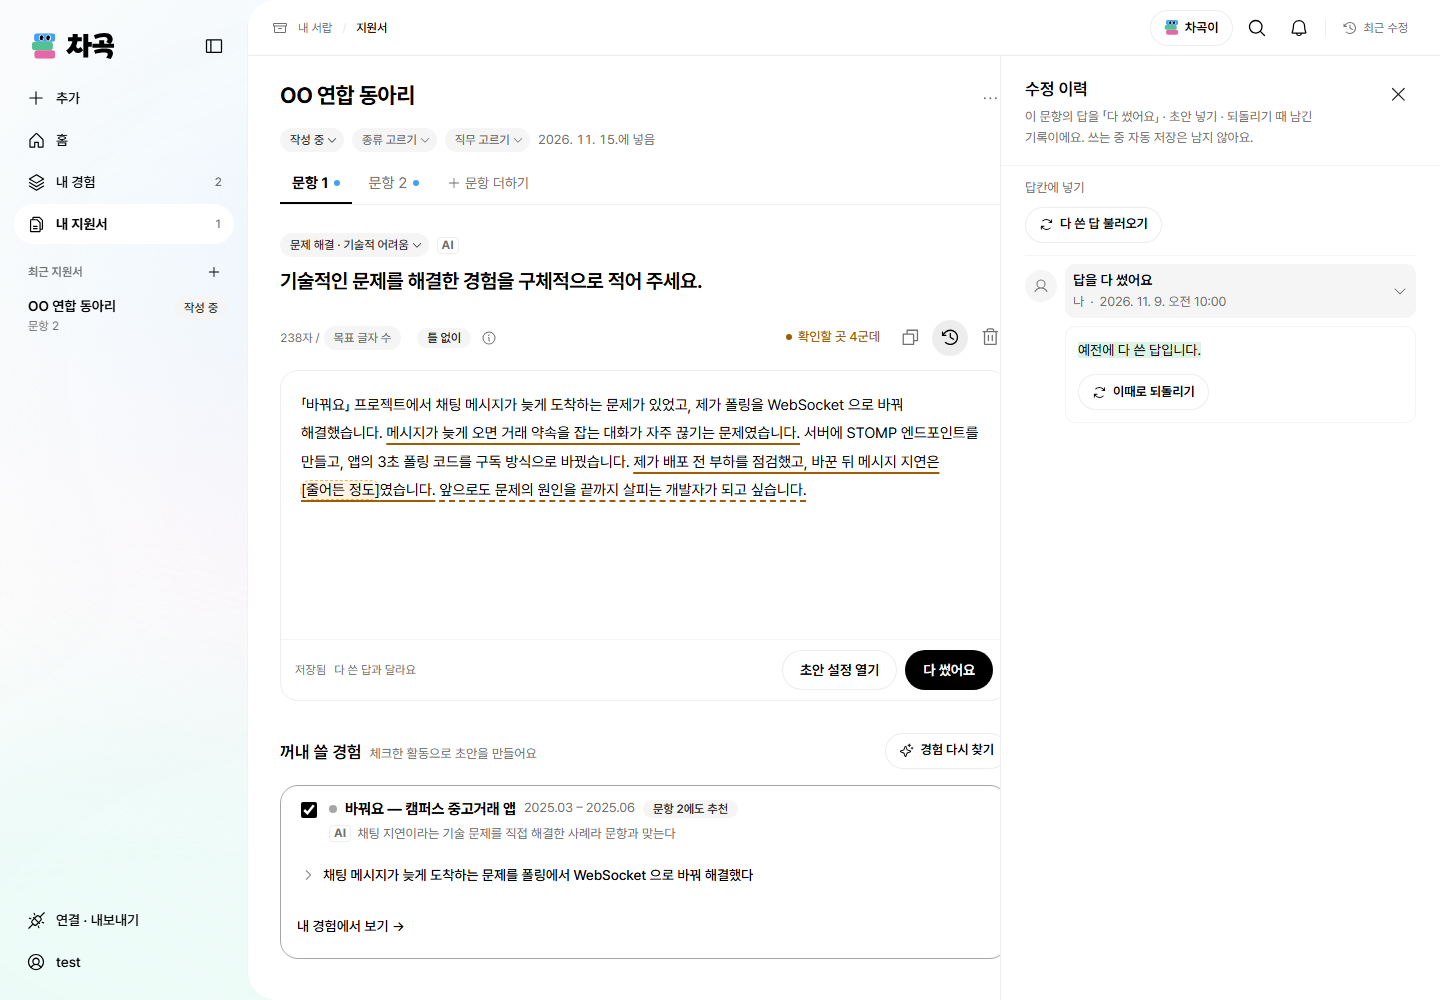 차곡
추가
홈
내 경험 2
내 지원서 1
최근 지원서
OO 연합 동아리 작성 중
문항 2
연결 · 내보내기
test
내 서랍 / 지원서
차곡이
최근 수정
OO 연합 동아리
작성 중 종류 고르기 직무 고르기 2026. 11. 15.에 넣음
문항 1 문항 2 문항 더하기
문제 해결 · 기술적 어려움 AI
기술적인 문제를 해결한 경험을 구체적으로 적어 주세요.
238자 / 목표 글자 수 틀 없이 확인할 곳 4군데
「바꿔요」 프로젝트에서 채팅 메시지가 늦게 도착하는 문제가 있었고, 제가 폴링을 WebSocket 으로 바꿔
해결했습니다. 메시지가 늦게 오면 거래 약속을 잡는 대화가 자주 끊기는 문제였습니다. 서버에 STOMP 엔드포인트를
만들고, 앱의 3초 폴링 코드를 구독 방식으로 바꿨습니다. 제가 배포 전 부하를 점검했고, 바꾼 뒤 메시지 지연은
[줄어든 정도]였습니다. 앞으로도 문제의 원인을 끝까지 살피는 개발자가 되고 싶습니다.
저장됨 다 쓴 답과 달라요 초안 설정 열기 다 썼어요
꺼내 쓸 경험 체크한 활동으로 초안을 만들어요 경험 다시 찾기
바꿔요 — 캠퍼스 중고거래 앱 2025.03 – 2025.06 문항 2에도 추천
AI 채팅 지연이라는 기술 문제를 직접 해결한 사례라 문항과 맞는다
채팅 메시지가 늦게 도착하는 문제를 폴링에서 WebSocket 으로 바꿔 해결했다
내 경험에서 보기 →
수정 이력
이 문항의 답을 「다 썼어요」 · 초안 넣기 · 되돌리기 때 남긴
기록이에요. 쓰는 중 자동 저장은 남지 않아요.
답칸에 넣기
다 쓴 답 불러오기
답을 다 썼어요
나 · 2026. 11. 9. 오전 10:00
예전에 다 쓴 답입니다.
이때로 되돌리기